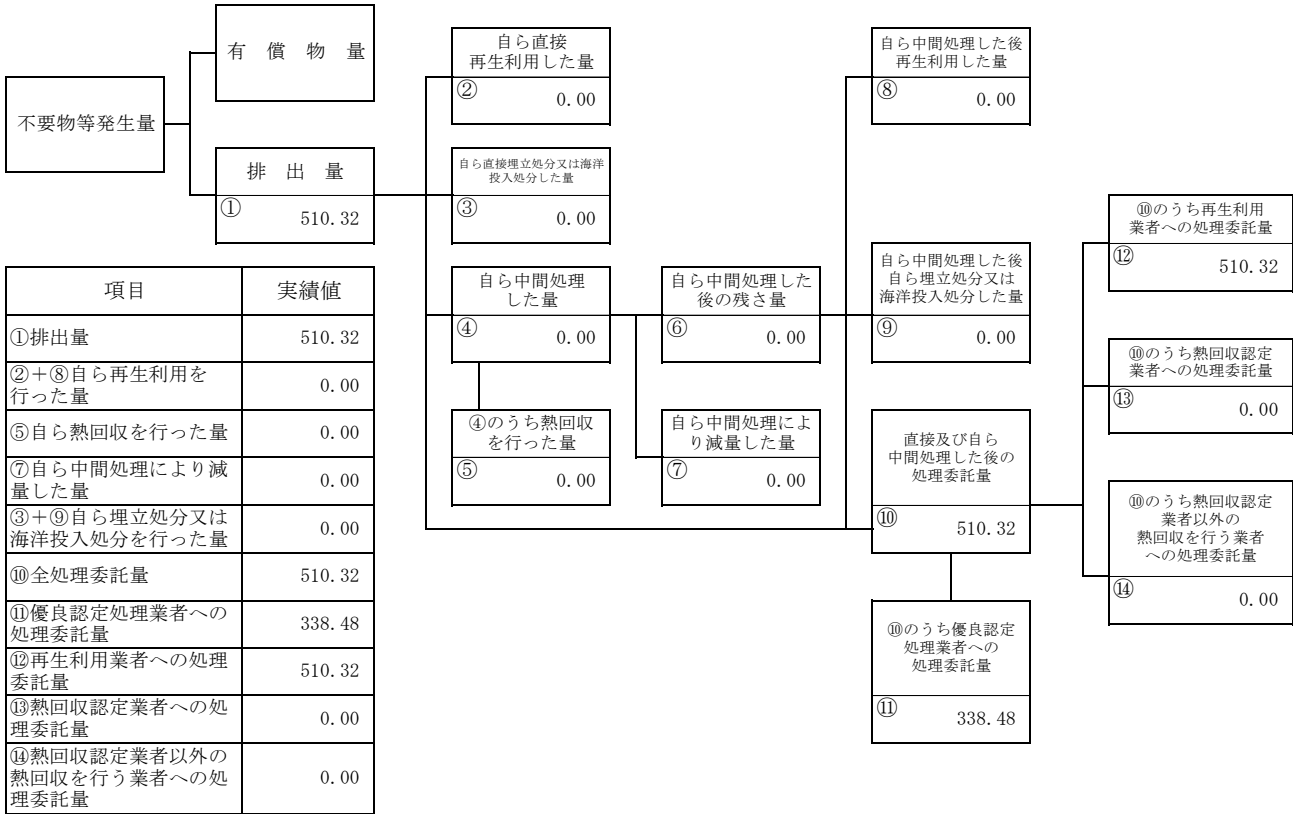 不要物等発生量
有　償　物　量
排　出　量
①
510.32
自ら直接
再生利用した量
②
0.00
自ら直接埋立処分又は海洋
投入処分した量
③
0.00
自ら中間処理
した量
④
0.00
④のうち熱回収
を行った量
⑤
0.00
自ら中間処理した
後の残さ量
⑥
0.00
自ら中間処理によ
り減量した量
⑦
0.00
自ら中間処理した後
再生利用した量
⑧
0.00
自ら中間処理した後
自ら埋立処分又は
海洋投入処分した量
⑨
0.00
直接及び自ら
中間処理した後の
処理委託量
⑩
510.32
⑩のうち優良認定
処理業者への
処理委託量
⑪
338.48
⑩のうち再生利用
業者への処理委託量
⑫
510.32
⑩のうち熱回収認定
業者への処理委託量
⑬
0.00
⑩のうち熱回収認定
業者以外の
熱回収を行う業者
への処理委託量
⑭
0.00
項目　実績値
①排出量　510.32
②＋⑧自ら再生利用を
行った量　0.00
⑤自ら熱回収を行った量　0.00
⑦自ら中間処理により減
量した量　0.00
③＋⑨自ら埋立処分又は
海洋投入処分を行った量　0.00
⑩全処理委託量　510.32
⑪優良認定処理業者への
処理委託量　338.48
⑫再生利用業者への処理
委託量　510.32
⑬熱回収認定業者への処
理委託量　0.00
⑭熱回収認定業者以外の
熱回収を行う業者への処
理委託量　0.00